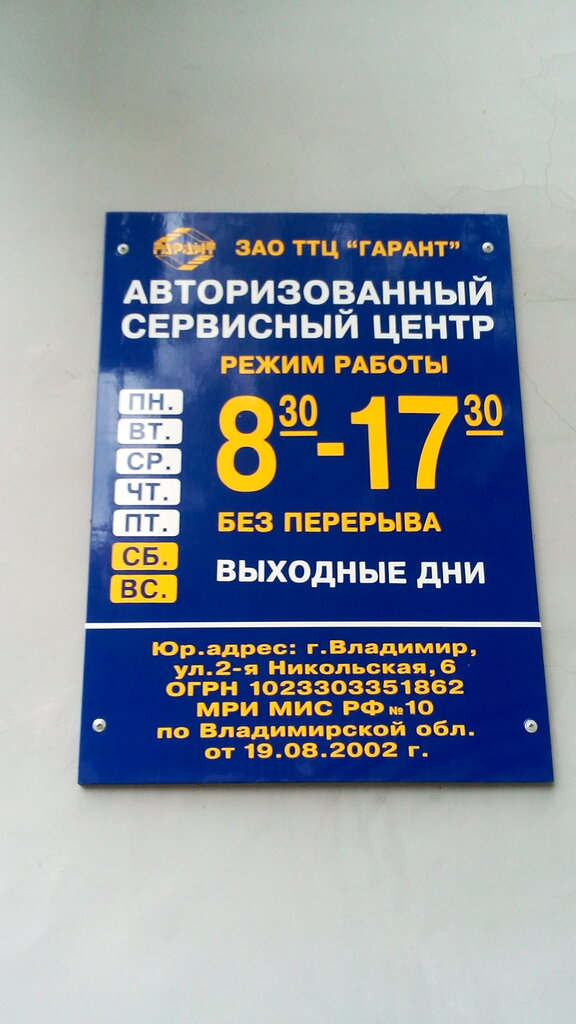 ГАРАНТ ЗАО ТТЦ "ГАРАНТ"
АВТОРИЗОВАННЫЙ
СЕРВИСНЫЙ ЦЕНТР
РЕЖИМ РАБОТЫ
ПН.
ВТ.
СР.
ЧТ.
ПТ.
8 30 - 17 30
БЕЗ ПЕРЕРЫВА
СБ.
ВС.
ВЫХОДНЫЕ ДНИ
Юр.адрес: г.Владимир,
ул.2-я Никольская,6
ОГРН 1023303351862
МРИ МИС РФ №10
по Владимирской обл.
от 19.08.2002 г.